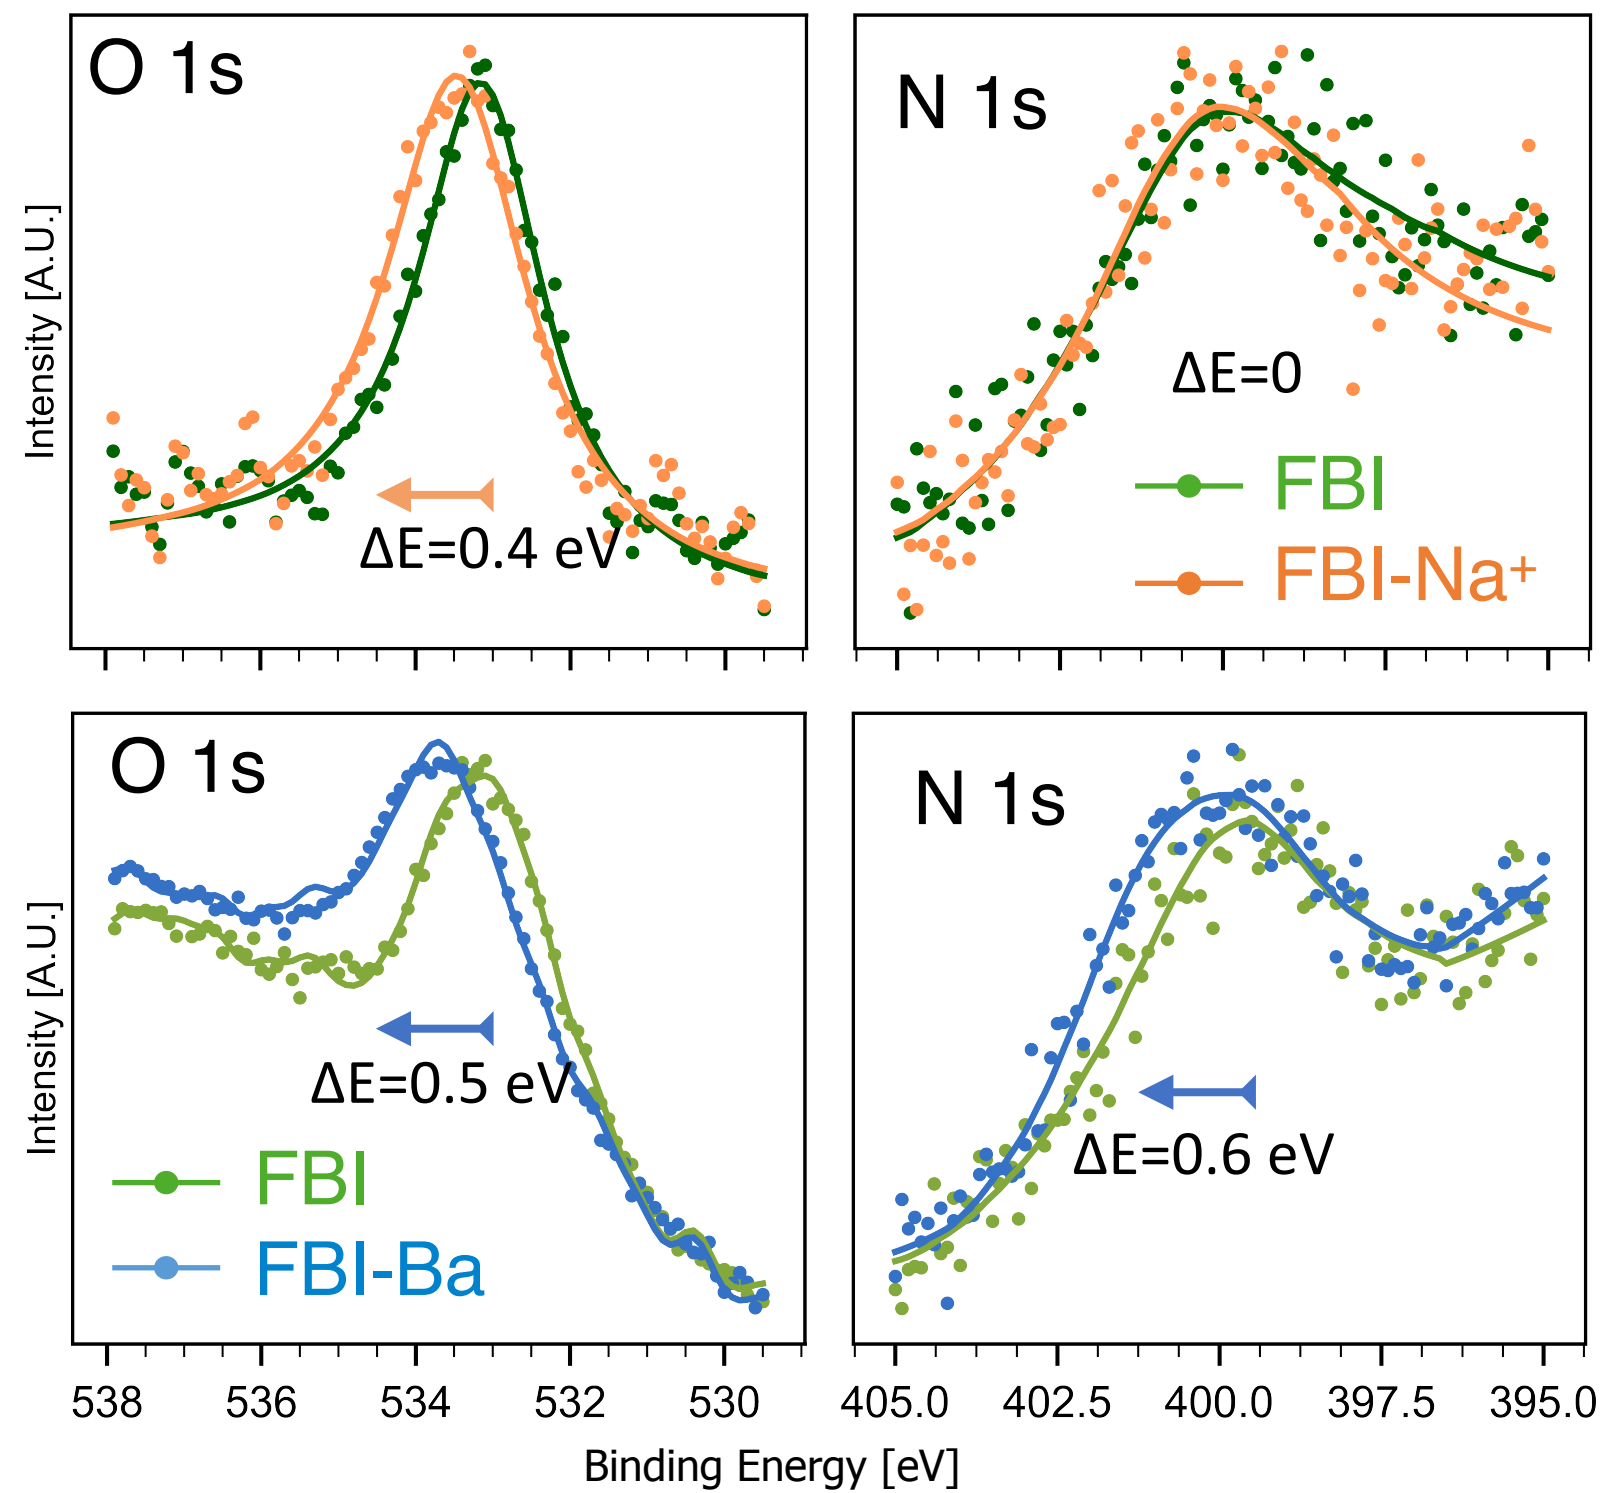 O 1s
N 1s
Intensity [A.U.]
ΔE=0.4 eV
ΔE=0
FBI
FBI-Na⁺
O 1s
N 1s
Intensity [A.U.]
ΔE=0.5 eV
ΔE=0.6 eV
FBI
FBI-Ba
538 536 534 532 530
405.0 402.5 400.0 397.5 395.0
Binding Energy [eV]